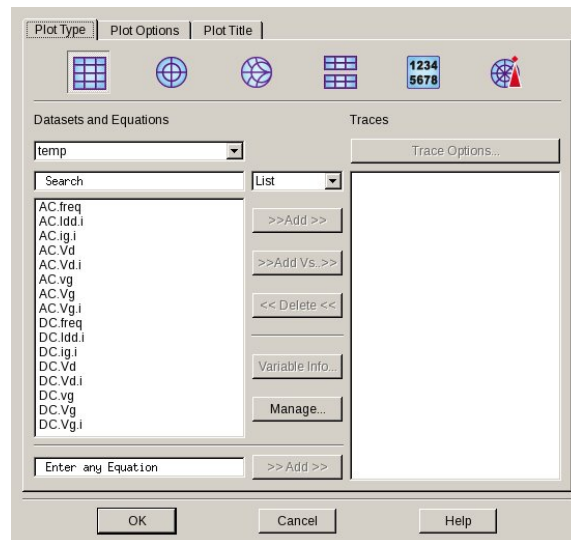 Plot Type Plot Options Plot Title
1234
5678
Datasets and Equations
Traces
temp
Trace Options...
Search
List
AC.freq
AC.Idd.i
AC.ig.i
AC.Vd
AC.Vd.i
AC.vg
AC.Vg
AC.Vg.i
DC.freq
DC.Idd.i
DC.ig.i
DC.Vd
DC.Vd.i
DC.vg
DC.Vg
DC.Vg.i
>>Add >>
>>Add Vs..>>
<< Delete <<
Variable Info...
Manage...
Enter any Equation
>> Add >>
OK Cancel Help